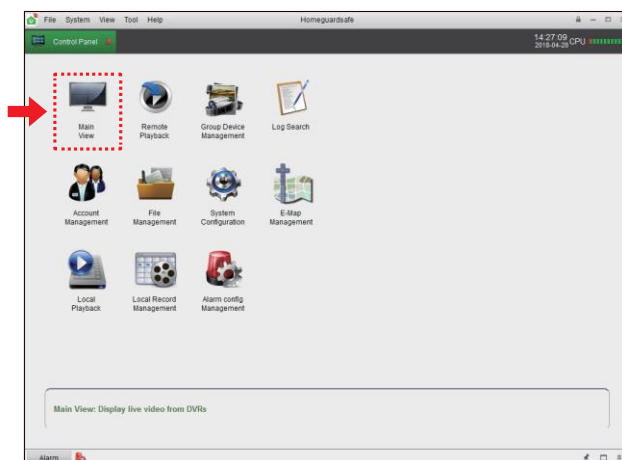 File System View Tool Help Homeguardsafe
Control Panel 14:27:09 CPU
2018-04-28
Main
View
Remote
Playback
Group Device
Management
Log Search
Account
Management
File
Management
System
Configuration
E-Map
Management
Local
Playback
Local Record
Management
Alarm config
Management
Main View: Display live video from DVRs
Alarm